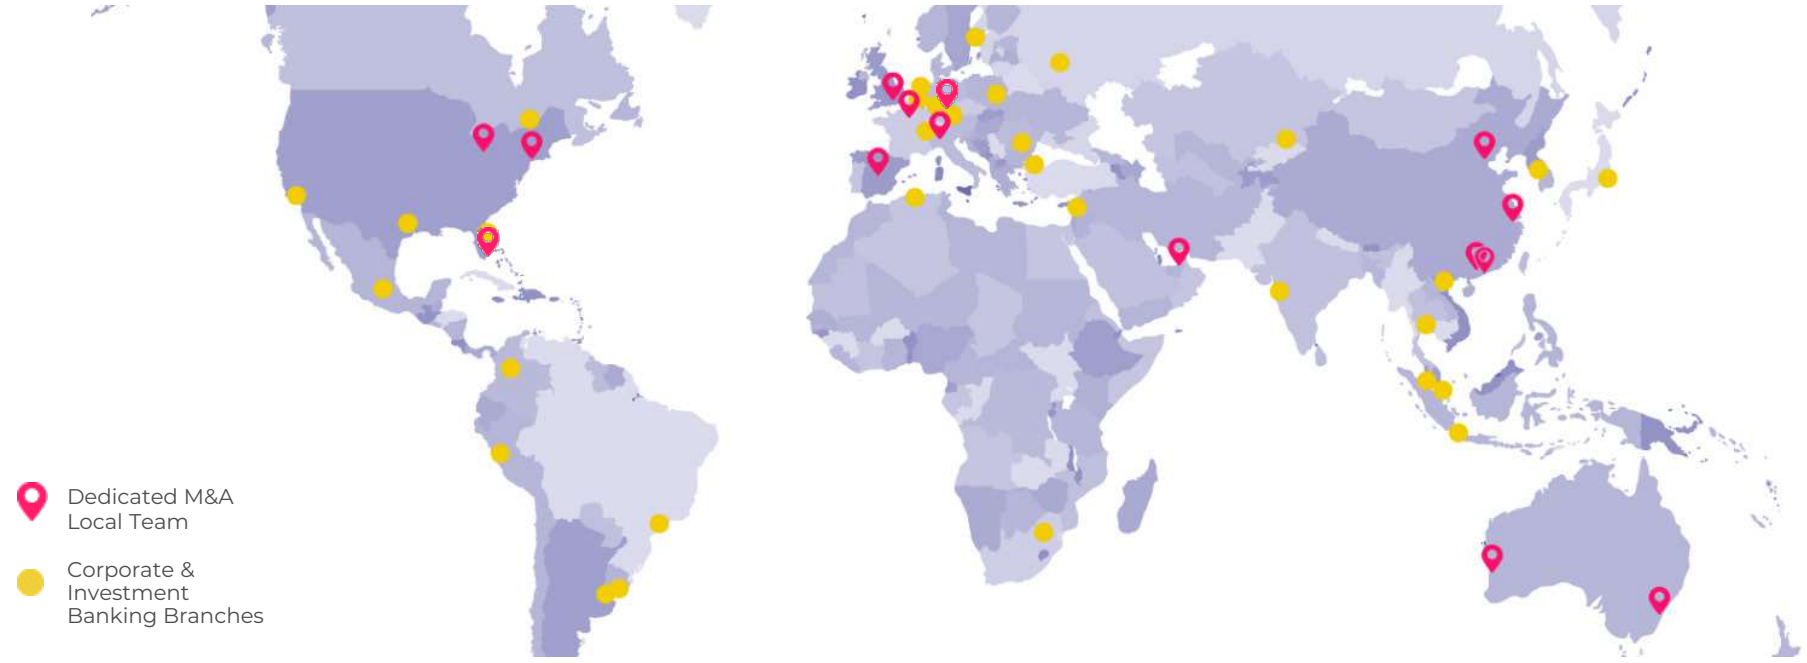 Dedicated M&A
Local Team
Corporate &
Investment
Banking Branches